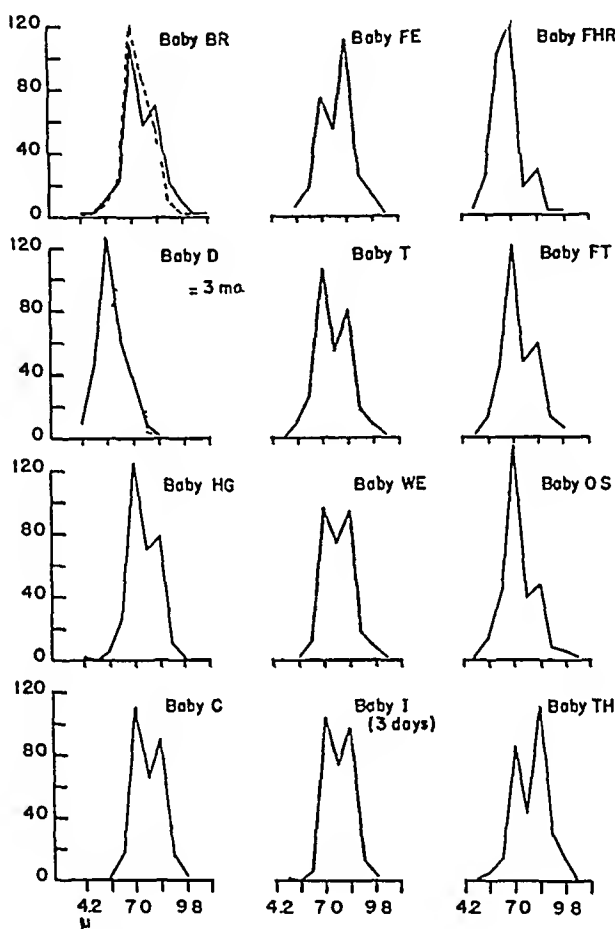 120
80
40
0
Baby BR
Baby FE
Baby FHR
120
80
40
0
Baby D
= 3 ma
Baby T
Baby FT
120
80
40
0
Baby HG
Baby WE
Baby OS
120
80
40
0
Baby C
Baby I
(3 days)
Baby TH
42 70 98 42 70 98 42 70 98
μ